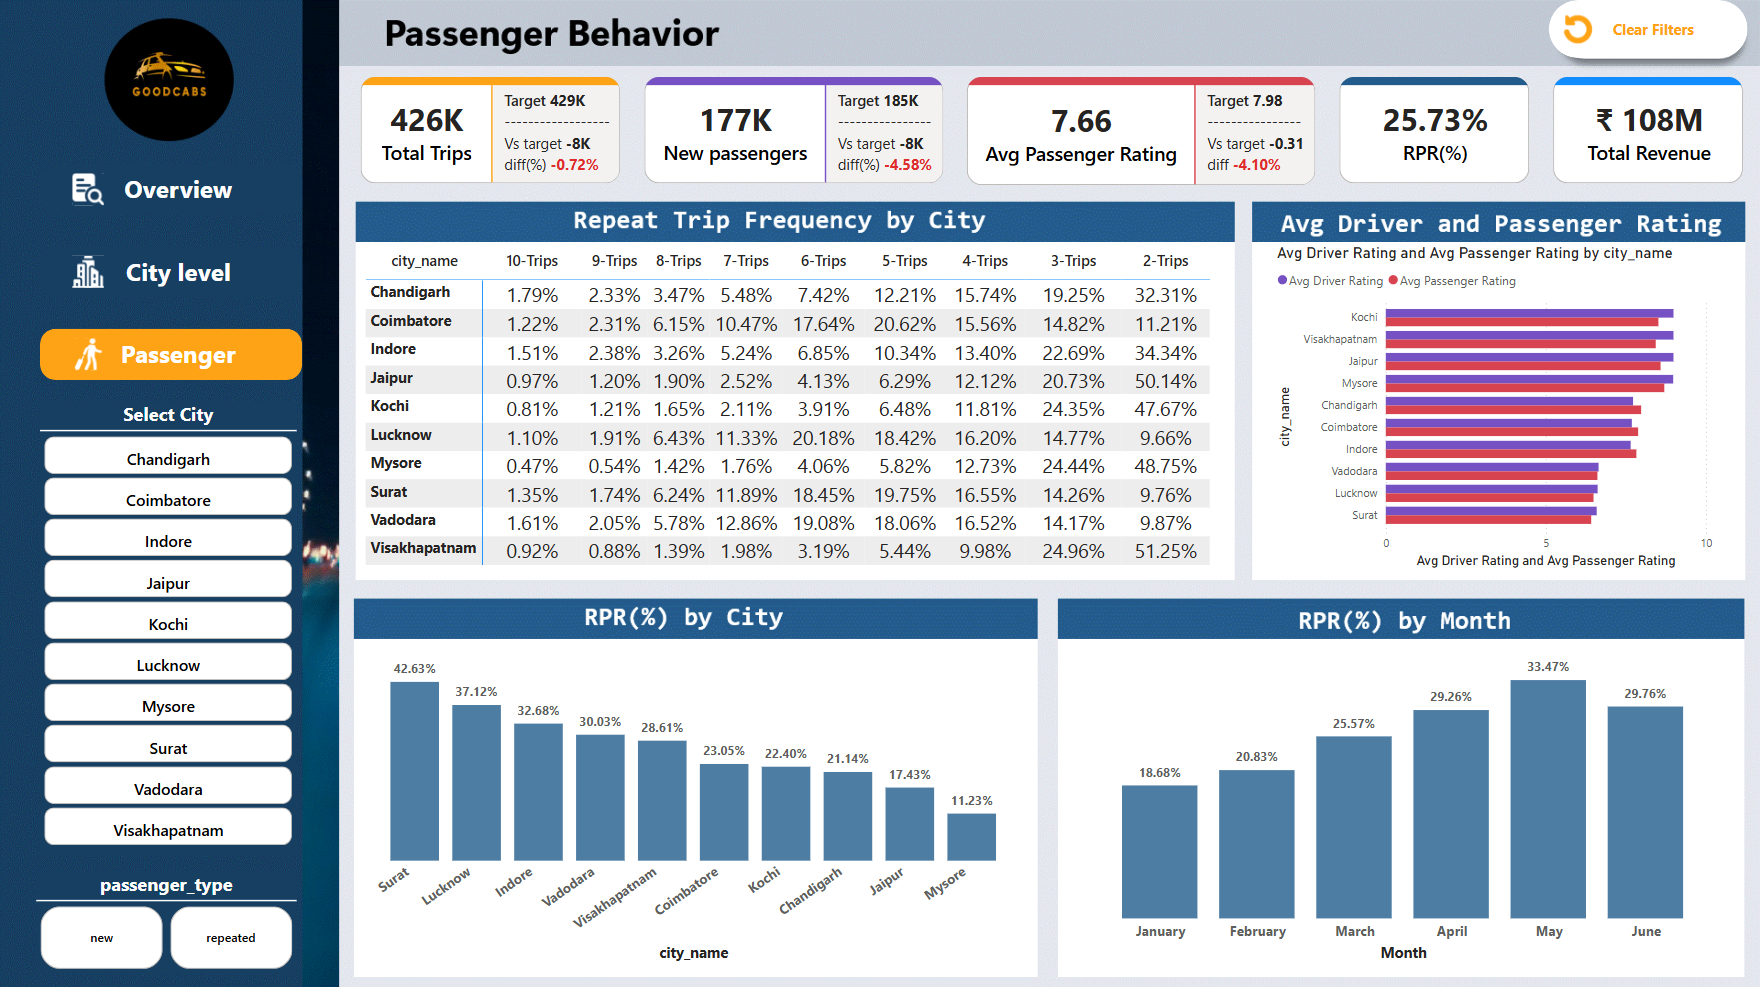 GOODCABS
Overview
City level
Passenger
Select City
Chandigarh
Coimbatore
Indore
Jaipur
Kochi
Lucknow
Mysore
Surat
Vadodara
Visakhapatnam
passenger_type
new repeated
Passenger Behavior
Clear Filters
426K
Total Trips
Target 429K
-----------------
Vs target -8K
diff(%) -0.72%
177K
New passengers
Target 185K
---------------
Vs target -8K
diff(%) -4.58%
7.66
Avg Passenger Rating
Target 7.98
---------------
Vs target -0.31
diff -4.10%
25.73%
RPR(%)
₹ 108M
Total Revenue
Repeat Trip Frequency by City
city_name 10-Trips 9-Trips 8-Trips 7-Trips 6-Trips 5-Trips 4-Trips 3-Trips 2-Trips
Chandigarh 1.79% 2.33% 3.47% 5.48% 7.42% 12.21% 15.74% 19.25% 32.31%
Coimbatore 1.22% 2.31% 6.15% 10.47% 17.64% 20.62% 15.56% 14.82% 11.21%
Indore 1.51% 2.38% 3.26% 5.24% 6.85% 10.34% 13.40% 22.69% 34.34%
Jaipur 0.97% 1.20% 1.90% 2.52% 4.13% 6.29% 12.12% 20.73% 50.14%
Kochi 0.81% 1.21% 1.65% 2.11% 3.91% 6.48% 11.81% 24.35% 47.67%
Lucknow 1.10% 1.91% 6.43% 11.33% 20.18% 18.42% 16.20% 14.77% 9.66%
Mysore 0.47% 0.54% 1.42% 1.76% 4.06% 5.82% 12.73% 24.44% 48.75%
Surat 1.35% 1.74% 6.24% 11.89% 18.45% 19.75% 16.55% 14.26% 9.76%
Vadodara 1.61% 2.05% 5.78% 12.86% 19.08% 18.06% 16.52% 14.17% 9.87%
Visakhapatnam 0.92% 0.88% 1.39% 1.98% 3.19% 5.44% 9.98% 24.96% 51.25%
Avg Driver and Passenger Rating
Avg Driver Rating and Avg Passenger Rating by city_name
Avg Driver Rating Avg Passenger Rating
city_name
Kochi
Visakhapatnam
Jaipur
Mysore
Chandigarh
Coimbatore
Indore
Vadodara
Lucknow
Surat
0 5 10
Avg Driver Rating and Avg Passenger Rating
RPR(%) by City
42.63% 37.12% 32.68% 30.03% 28.61% 23.05% 22.40% 21.14% 17.43% 11.23%
Surat Lucknow Indore Vadodara Visakhapatnam Coimbatore Kochi Chandigarh Jaipur Mysore
city_name
RPR(%) by Month
18.68% 20.83% 25.57% 29.26% 33.47% 29.76%
January February March April May June
Month